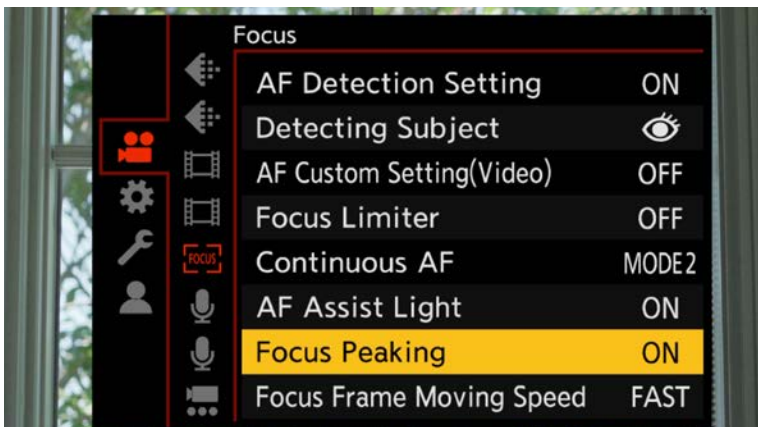 Focus
AF Detection Setting ON
Detecting Subject
AF Custom Setting(Video) OFF
Focus Limiter OFF
FOCUS
Continuous AF MODE2
AF Assist Light ON
Focus Peaking ON
Focus Frame Moving Speed FAST